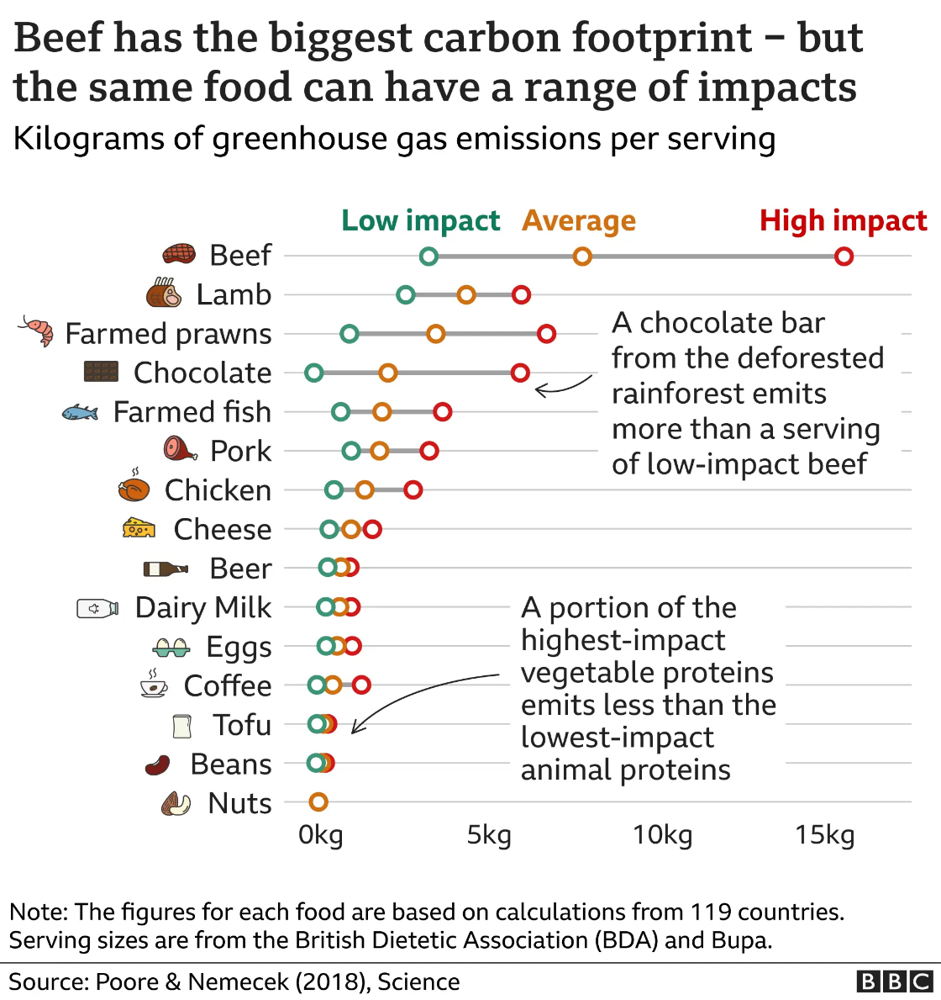 Beef has the biggest carbon footprint – but
the same food can have a range of impacts
Kilograms of greenhouse gas emissions per serving
Low impact Average High impact
Beef
Lamb
Farmed prawns
Chocolate
Farmed fish
Pork
Chicken
Cheese
Beer
Dairy Milk
Eggs
Coffee
Tofu
Beans
Nuts
A chocolate bar
from the deforested
rainforest emits
more than a serving
of low-impact beef
A portion of the
highest-impact
vegetable proteins
emits less than the
lowest-impact
animal proteins
0kg 5kg 10kg 15kg
Note: The figures for each food are based on calculations from 119 countries.
Serving sizes are from the British Dietetic Association (BDA) and Bupa.
Source: Poore & Nemecek (2018), Science
BBC